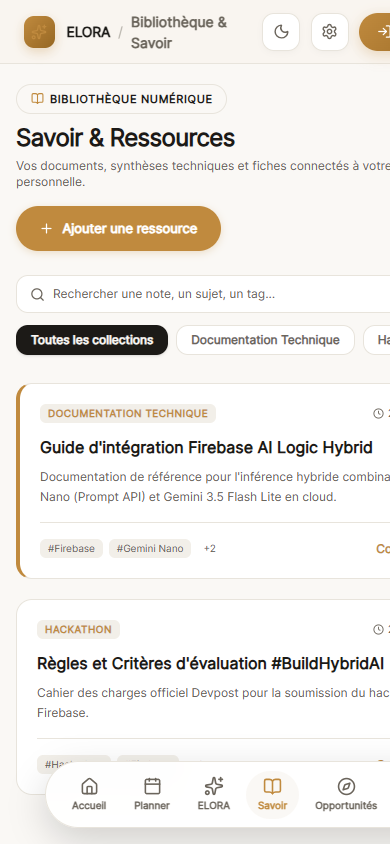 ELORA / Bibliothèque &
Savoir
BIBLIOTHÈQUE NUMÉRIQUE
Savoir & Ressources
Vos documents, synthèses techniques et fiches connectés à votre
personnelle.
+ Ajouter une ressource
Rechercher une note, un sujet, un tag...
Toutes les collections
Documentation Technique
DOCUMENTATION TECHNIQUE
Guide d'intégration Firebase AI Logic Hybrid
Documentation de référence pour l'inférence hybride combina
Nano (Prompt API) et Gemini 3.5 Flash Lite en cloud.
#Firebase #Gemini Nano +2
HACKATHON
Règles et Critères d'évaluation #BuildHybridAI
Cahier des charges officiel Devpost pour la soumission du hac
Firebase.
Accueil Planner ELORA Savoir Opportunités